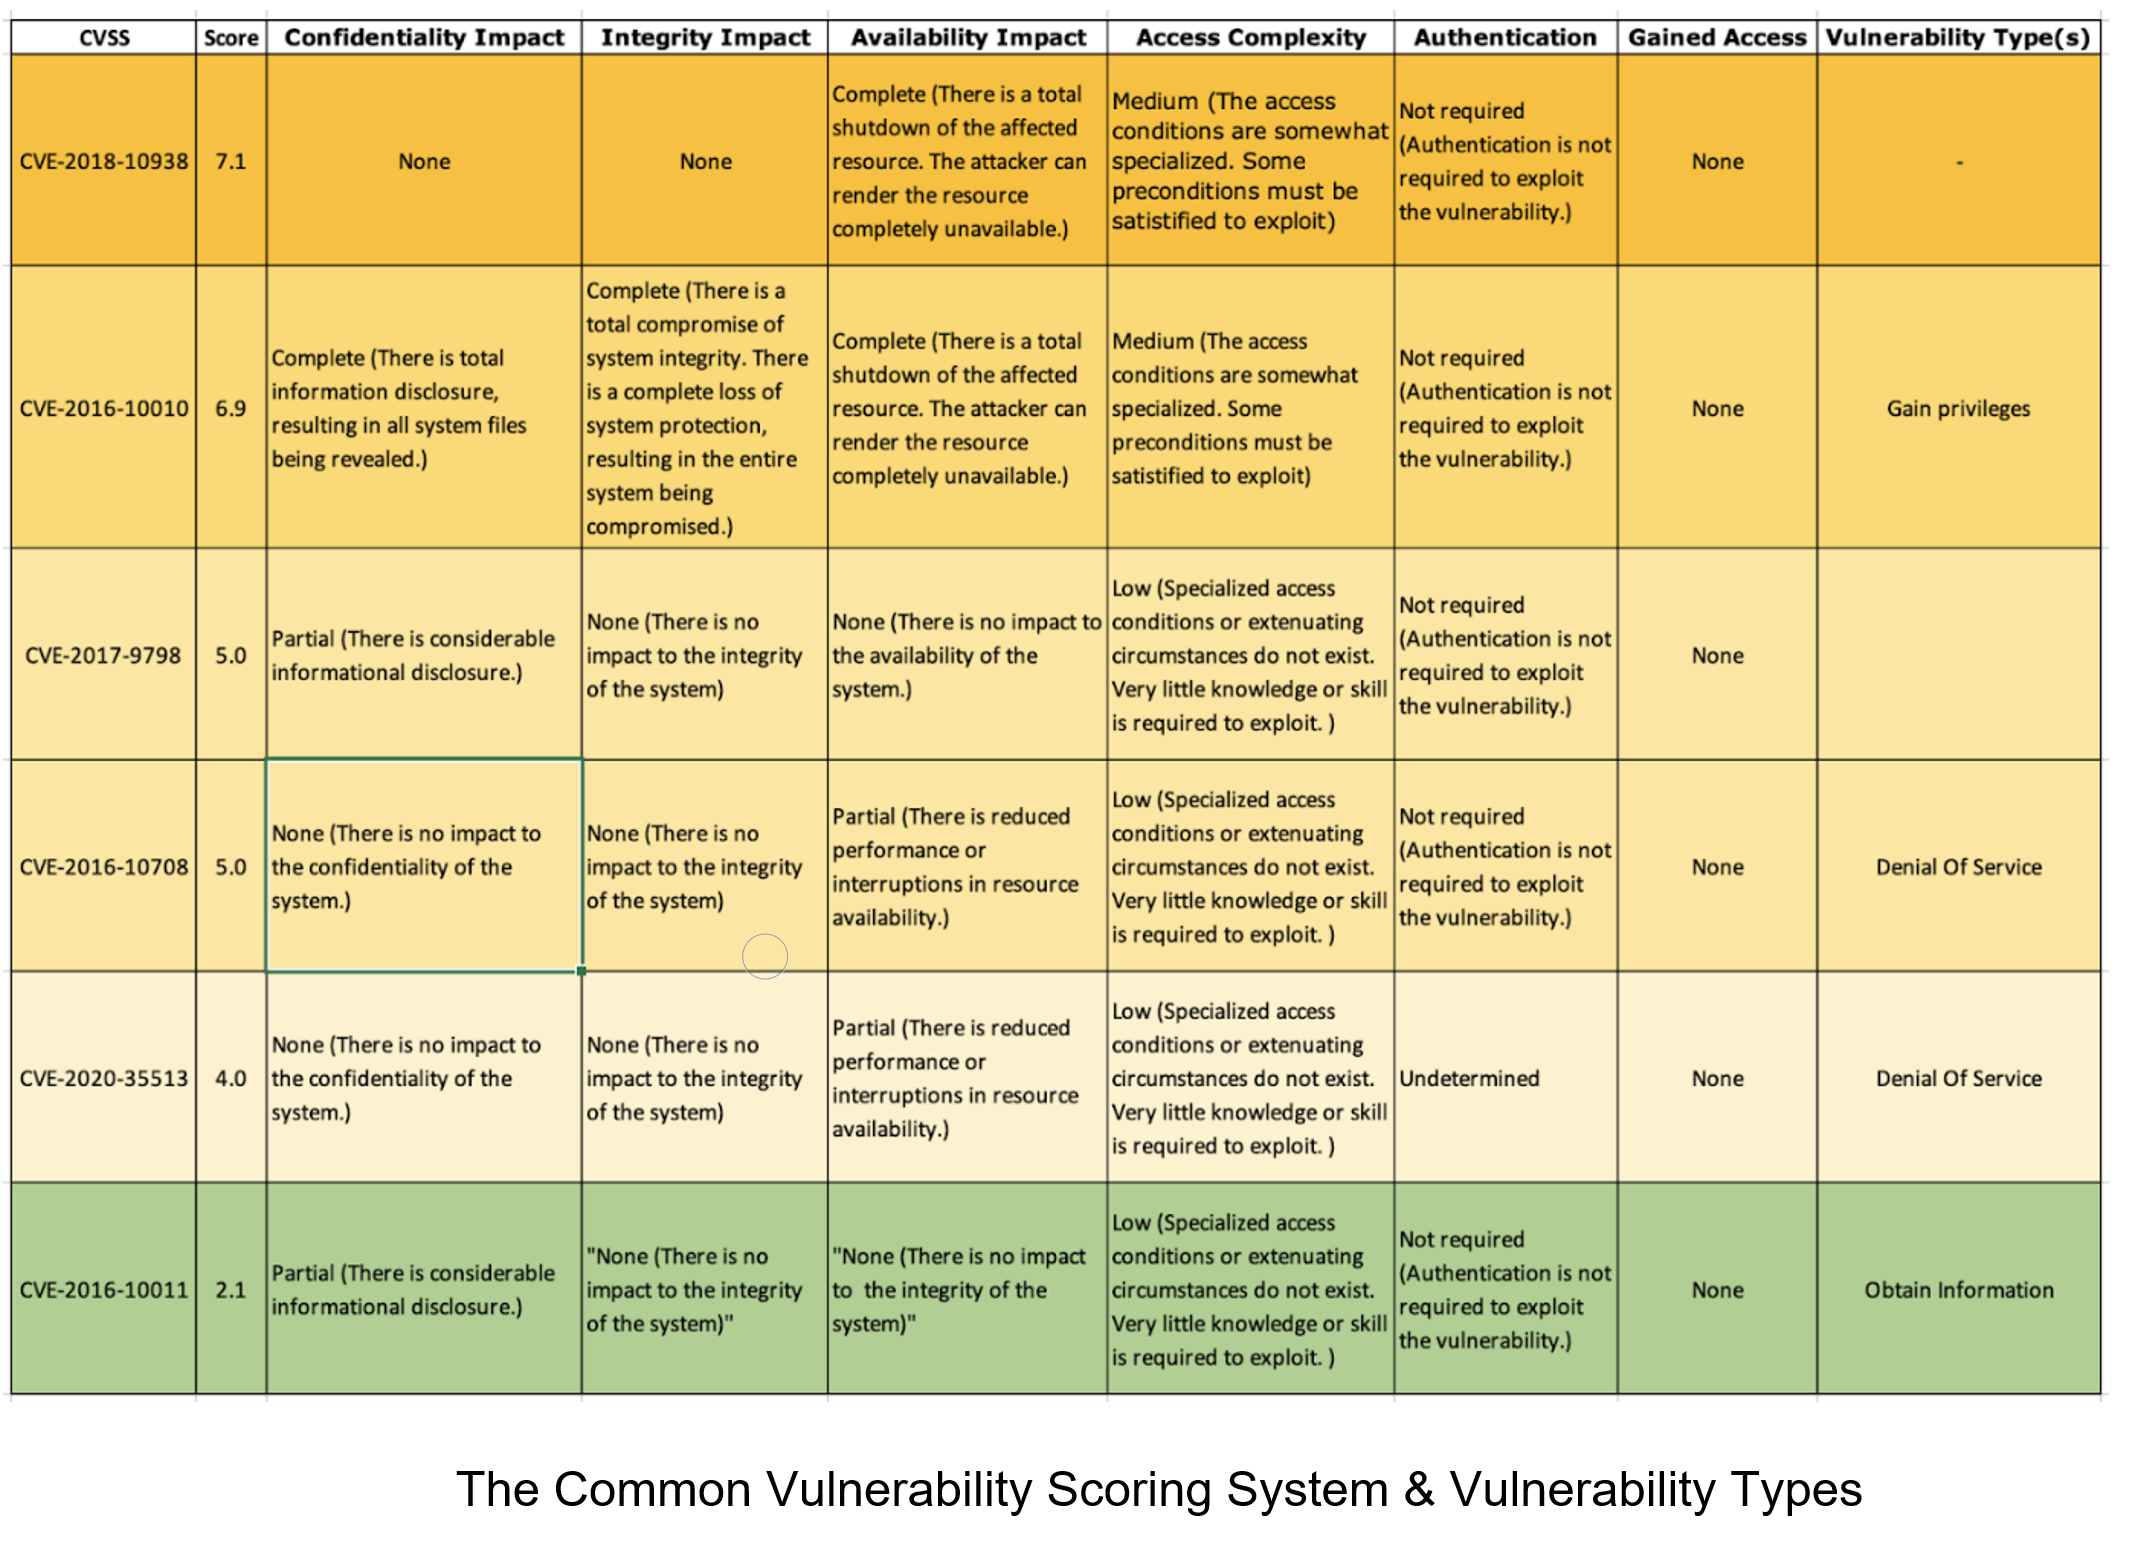 CVSS Score Confidentiality Impact Integrity Impact Availability Impact Access Complexity Authentication Gained Access Vulnerability Type(s)
CVE-2018-10938
7.1
None
None
Complete (There is a total
shutdown of the affected
resource. The attacker can
render the resource
completely unavailable.)
Medium (The access
conditions are somewhat
specialized. Some
preconditions must be
satistified to exploit)
Not required
(Authentication is not
required to exploit
the vulnerability.)
None
-
CVE-2016-10010
6.9
Complete (There is total
information disclosure,
resulting in all system files
being revealed.)
Complete (There is a
total compromise of
system integrity. There
is a complete loss of
system protection,
resulting in the entire
system being
compromised.)
Complete (There is a total
shutdown of the affected
resource. The attacker can
render the resource
completely unavailable.)
Medium (The access
conditions are somewhat
specialized. Some
preconditions must be
satistified to exploit)
Not required
(Authentication is not
required to exploit
the vulnerability.)
None
Gain privileges
CVE-2017-9798
5.0
Partial (There is considerable
informational disclosure.)
None (There is no
impact to the integrity
of the system)
None (There is no impact to
the availability of the
system.)
Low (Specialized access
conditions or extenuating
circumstances do not exist.
Very little knowledge or skill
is required to exploit. )
Not required
(Authentication is not
required to exploit
the vulnerability.)
None
CVE-2016-10708
5.0
None (There is no impact to
the confidentiality of the
system.)
None (There is no
impact to the integrity
of the system)
Partial (There is reduced
performance or
interruptions in resource
availability.)
Low (Specialized access
conditions or extenuating
circumstances do not exist.
Very little knowledge or skill
is required to exploit. )
Not required
(Authentication is not
required to exploit
the vulnerability.)
None
Denial Of Service
CVE-2020-35513
4.0
None (There is no impact to
the confidentiality of the
system.)
None (There is no
impact to the integrity
of the system)
Partial (There is reduced
performance or
interruptions in resource
availability.)
Low (Specialized access
conditions or extenuating
circumstances do not exist.
Very little knowledge or skill
is required to exploit. )
Undetermined
None
Denial Of Service
CVE-2016-10011
2.1
Partial (There is considerable
informational disclosure.)
"None (There is no
impact to the integrity
of the system)"
"None (There is no impact
to  the integrity of the
system)"
Low (Specialized access
conditions or extenuating
circumstances do not exist.
Very little knowledge or skill
is required to exploit. )
Not required
(Authentication is not
required to exploit
the vulnerability.)
None
Obtain Information
The Common Vulnerability Scoring System & Vulnerability Types